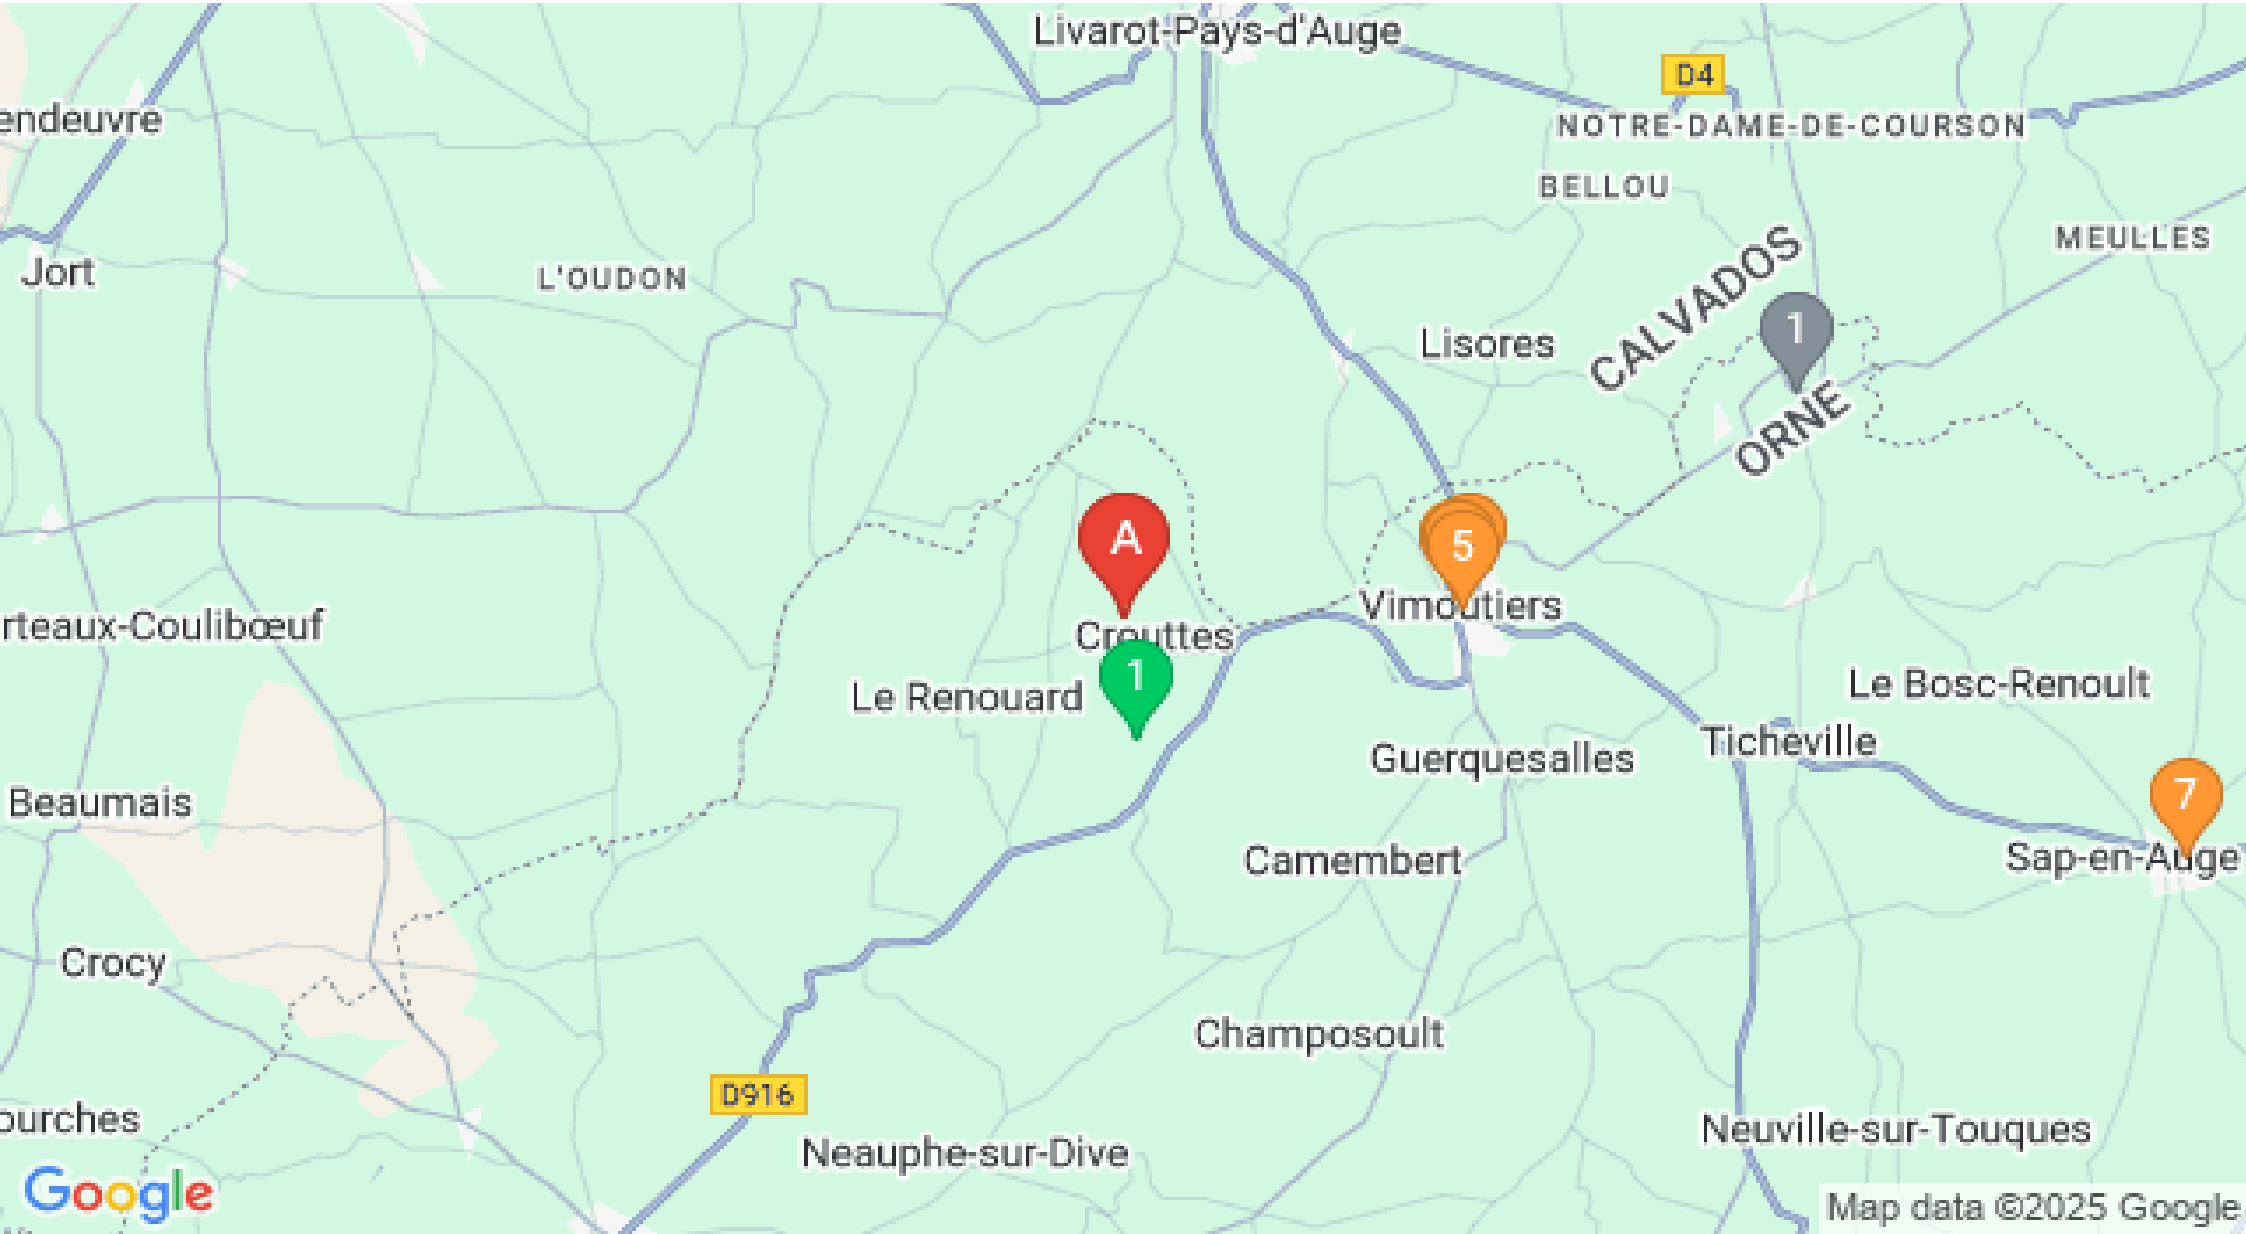 Livarot-Pays-d'Auge
D4
endeuvre
NOTRE-DAME-DE-COURSON
BELLOU
MEULLES
Jort
L'OUDON
CALVADOS
1
Lisores
ORNE
A
5
Vimoutiers
rteaux-Coulibœuf
Crouttes
1
Le Renouard
Le Bosc-Renoult
Ticheville
Guerquesalles
7
Beaumais
Camembert
Sap-en-Auge
Crocy
Champosoult
D916
ourches
Neuville-sur-Touques
Neauphe-sur-Dive
Google
Map data ©2025 Google